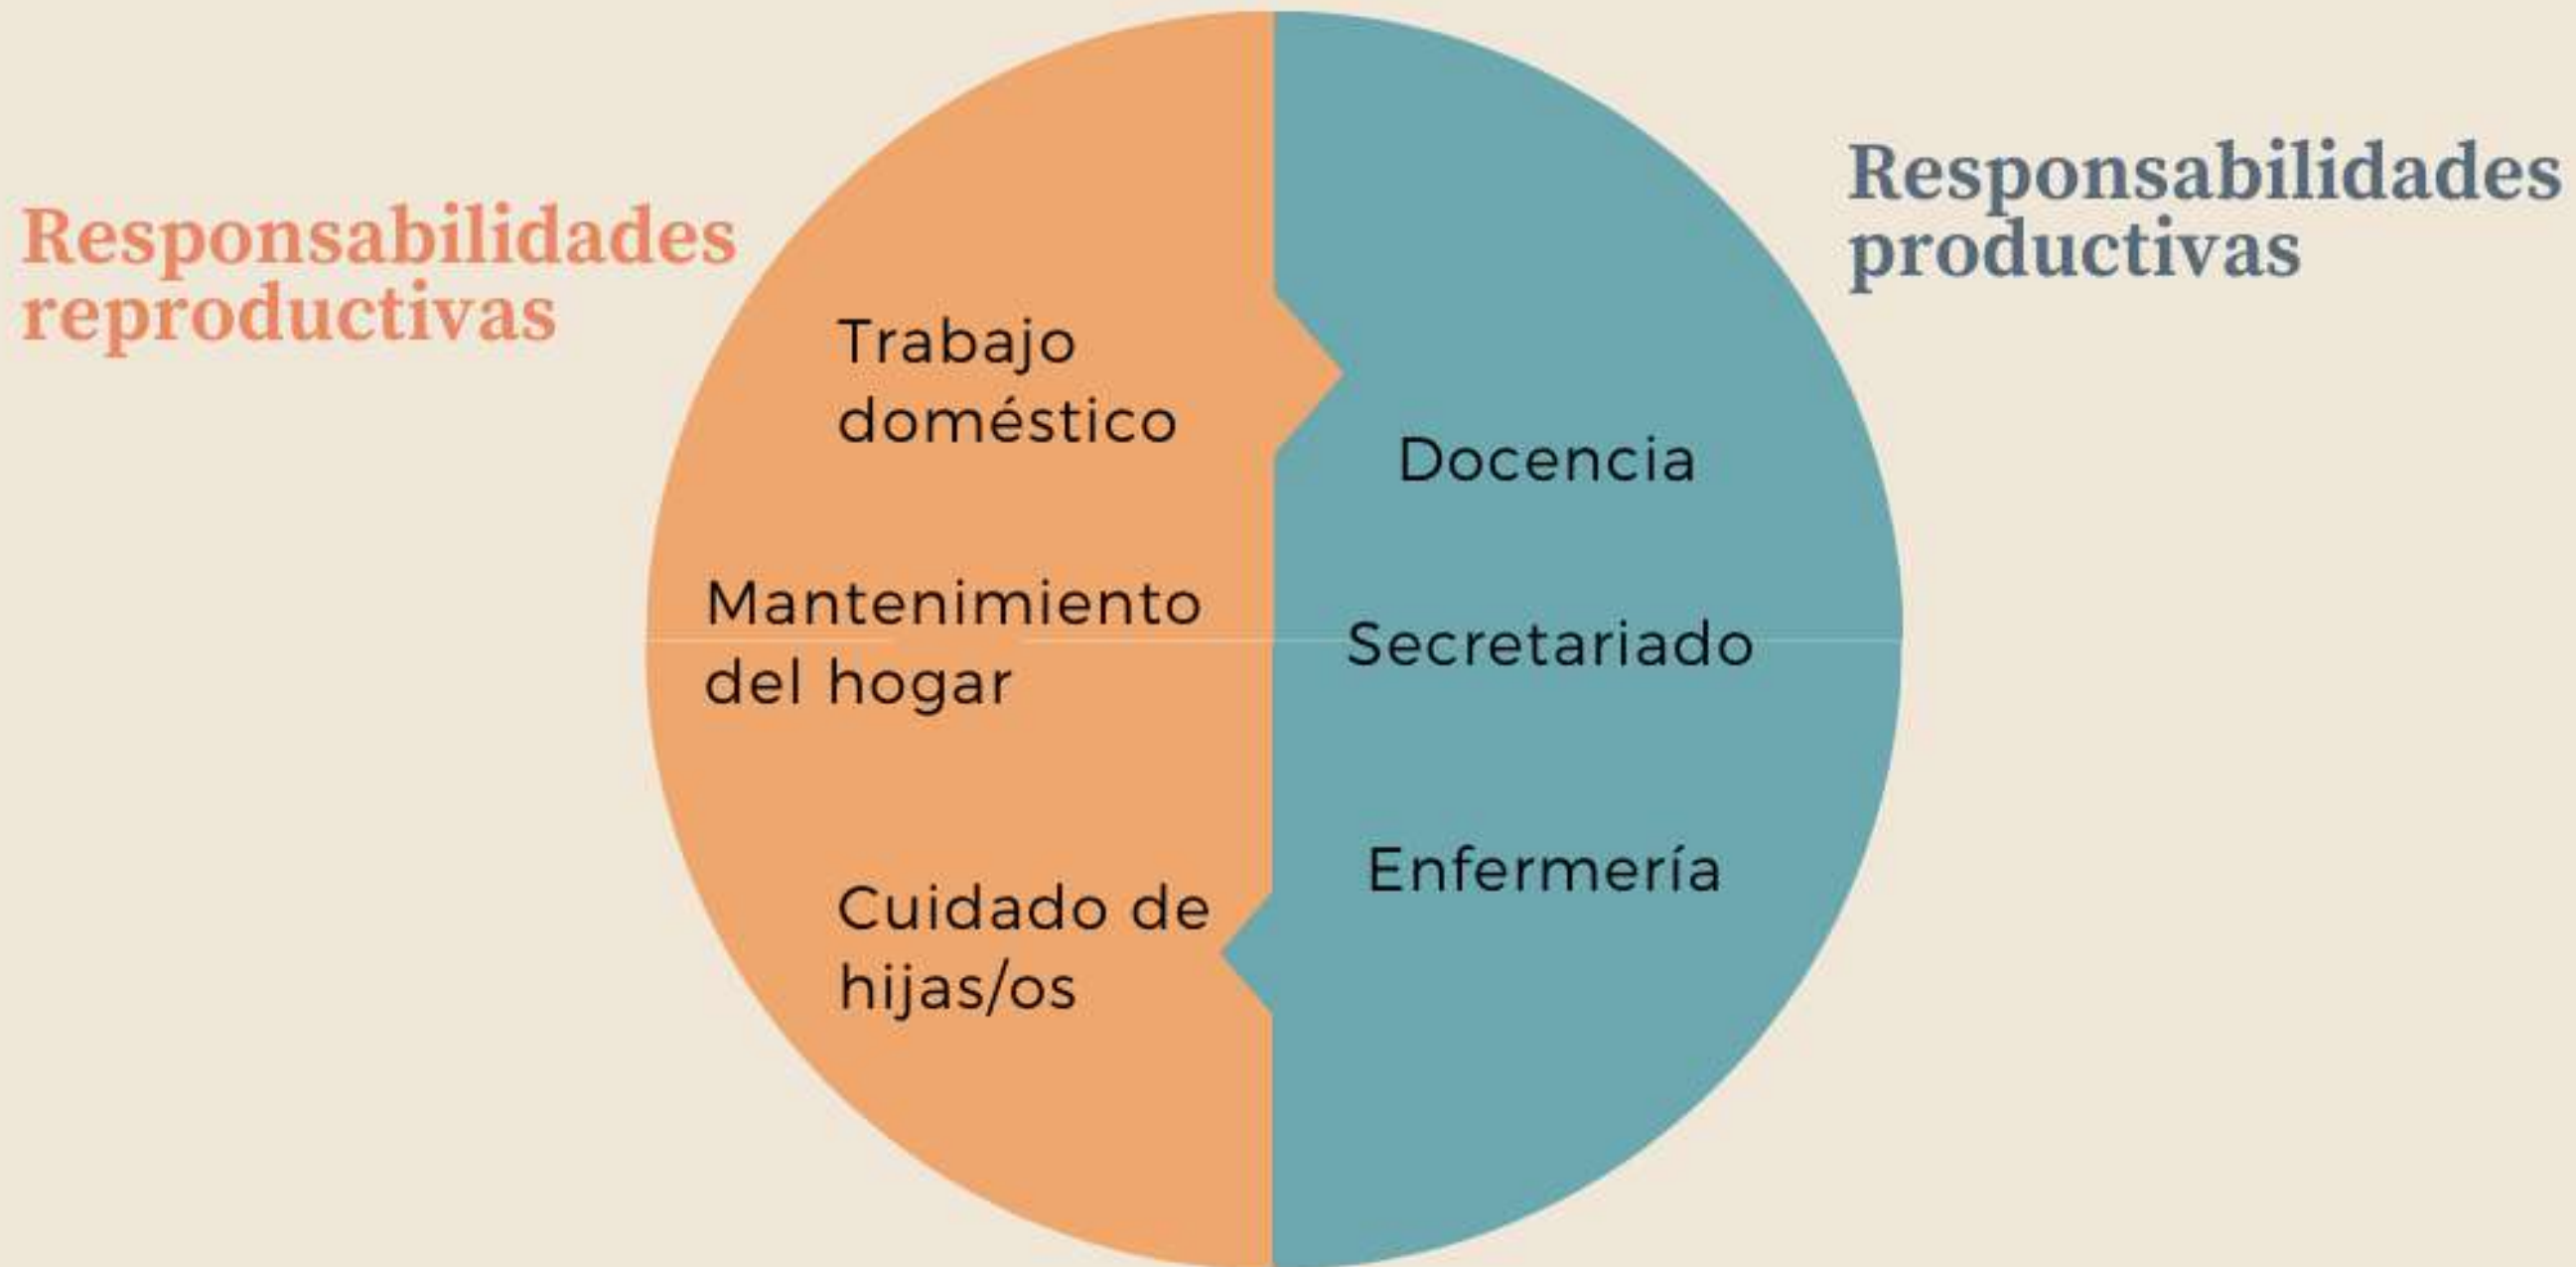 Responsabilidades
reproductivas
Trabajo
doméstico
Mantenimiento
del hogar
Cuidado de
hijas/os
Responsabilidades
productivas
Docencia
Secretariado
Enfermería